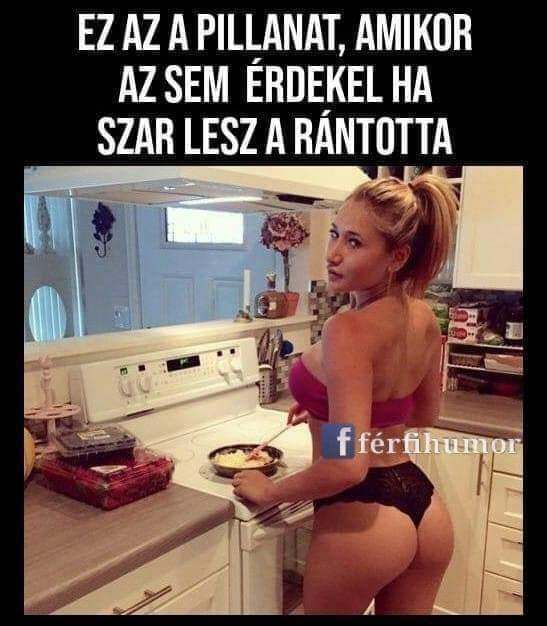 EZ AZ A PILLANAT, AMIKOR
AZ SEM ÉRDEKEL HA
SZAR LESZ A RÁNTOTTA
f férfihumor